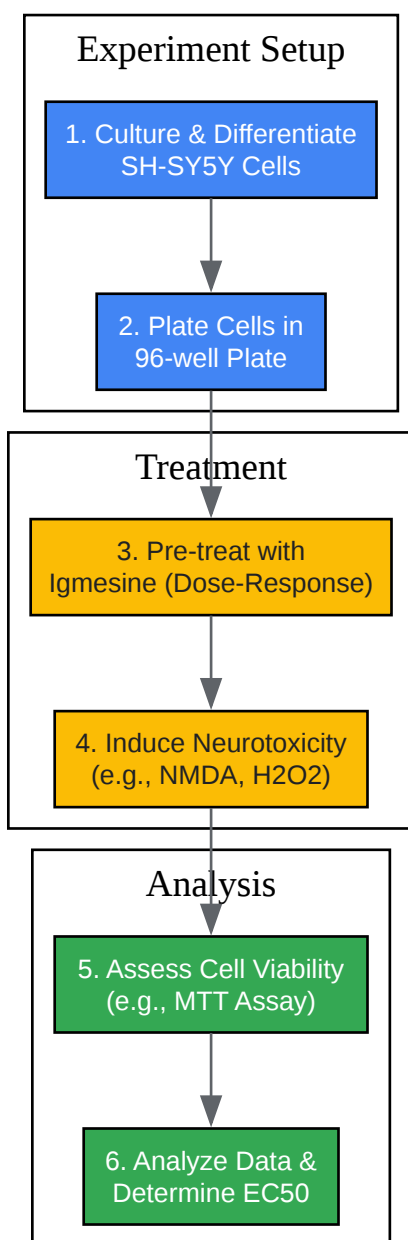 Experiment Setup
1. Culture & Differentiate
SH-SY5Y Cells
2. Plate Cells in
96-well Plate
Treatment
3. Pre-treat with
Igmesine (Dose-Response)
4. Induce Neurotoxicity
(e.g., NMDA, H2O2)
Analysis
5. Assess Cell Viability
(e.g., MTT Assay)
6. Analyze Data &
Determine EC50